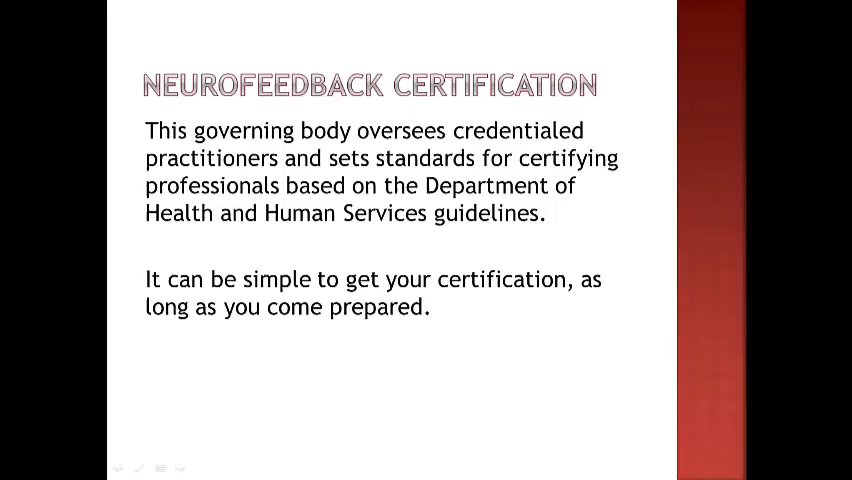 NEUROFEEDBACK CERTIFICATION
This governing body oversees credentialed
practitioners and sets standards for certifying
professionals based on the Department of
Health and Human Services guidelines.
It can be simple to get your certification, as
long as you come prepared.